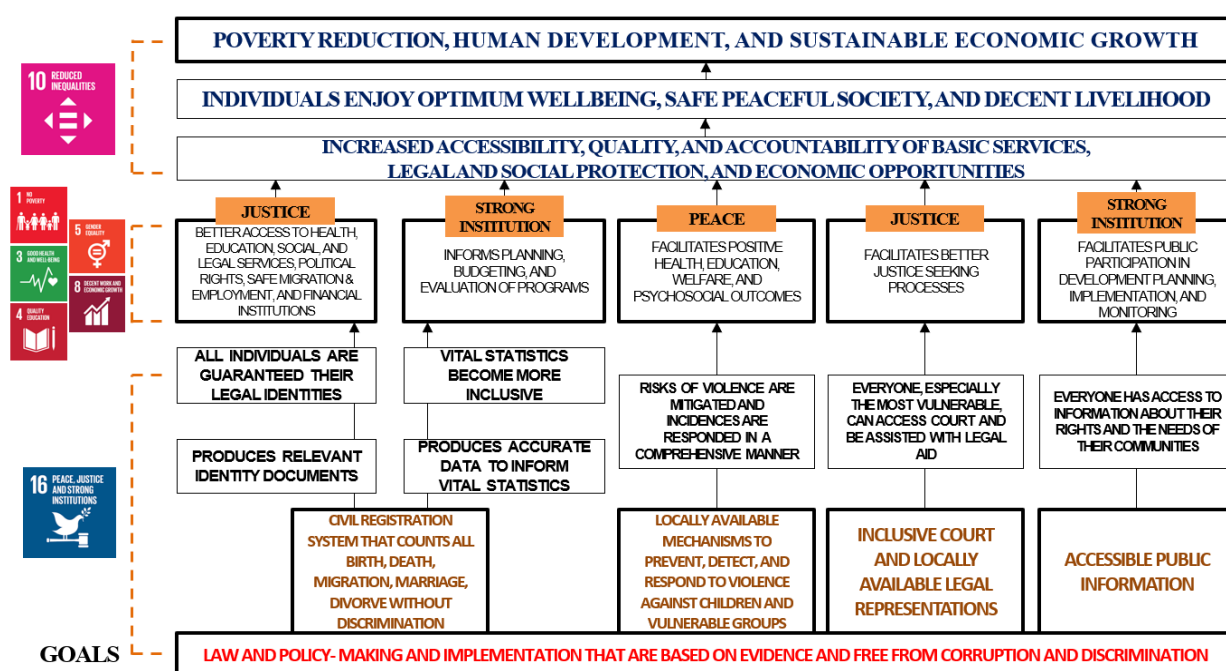 POVERTY REDUCTION, HUMAN DEVELOPMENT, AND SUSTAINABLE ECONOMIC GROWTH
10 REDUCED
INEQUALITIES
INDIVIDUALS ENJOY OPTIMUM WELLBEING, SAFE PEACEFUL SOCIETY, AND DECENT LIVELIHOOD
INCREASED ACCESSIBILITY, QUALITY, AND ACCOUNTABILITY OF BASIC SERVICES,
LEGALAND SOCIAL PROTECTION, AND ECONOMIC OPPORTUNITIES
1 NO
POVERTY
5 GENDER
EQUALITY
3 GOOD HEALTH
AND WELL-BEING
8 DECENT WORK AND
ECONOMIC GROWTH
4 QUALITY
EDUCATION
JUSTICE
BETTER ACCESS TO HEALTH,
EDUCATION, SOCIAL AND
LEGAL SERVICES, POLITICAL
RIGHTS, SAFE MIGRATION &
EMPLOYMENT, AND FINANCIAL
INSTITUTIONS
STRONG
INSTITUTION
INFORMS PLANNING,
BUDGETING, AND
EVALUATION OF PROGRAMS
PEACE
FACILITATES POSITIVE
HEALTH, EDUCATION,
WELFARE, AND
PSYCHOSOCIAL OUTCOMES
JUSTICE
FACILITATES BETTER
JUSTICE SEEKING
PROCESSES
STRONG
INSTITUTION
FACILITATES PUBLIC
PARTICIPATION IN
DEVELOPMENT PLANNING,
IMPLEMENTATION, AND
MONITORING
ALL INDIVIDUALS ARE
GUARANTEED THEIR
LEGAL IDENTITIES
VITAL STATISTICS
BECOME MORE
INCLUSIVE
RISKS OF VIOLENCE ARE
MITIGATED AND
INCIDENCES ARE
RESPONDED IN A
COMPREHENSIVE MANNER
EVERYONE, ESPECIALLY
THE MOST VULNERABLE,
CAN ACCESS COURT AND
BE ASSISTED WITH LEGAL
AID
EVERYONE HAS ACCESS TO
INFORMATION ABOUT THEIR
RIGHTS AND THE NEEDS OF
THEIR COMMUNITIES
PRODUCES RELEVANT
IDENTITY DOCUMENTS
PRODUCES ACCURATE
DATA TO INFORM
VITAL STATISTICS
16 PEACE, JUSTICE
AND STRONG
INSTITUTIONS
CIVIL REGISTRATION
SYSTEM THAT COUNTS ALL
BIRTH, DEATH,
MIGRATION, MARRIAGE,
DIVORVE WITHOUT
DISCRIMINATION
LOCALLY AVAILABLE
MECHANISMS TO
PREVENT, DETECT, AND
RESPOND TO VIOLENCE
AGAINST CHILDREN AND
VULNERABLE GROUPS
INCLUSIVE COURT
AND LOCALLY
AVAILABLE LEGAL
REPRESENTATIONS
ACCESSIBLE PUBLIC
INFORMATION
GOALS
LAW AND POLICY- MAKING AND IMPLEMENTATION THAT ARE BASED ON EVIDENCE AND FREE FROM CORRUPTION AND DISCRIMINATION